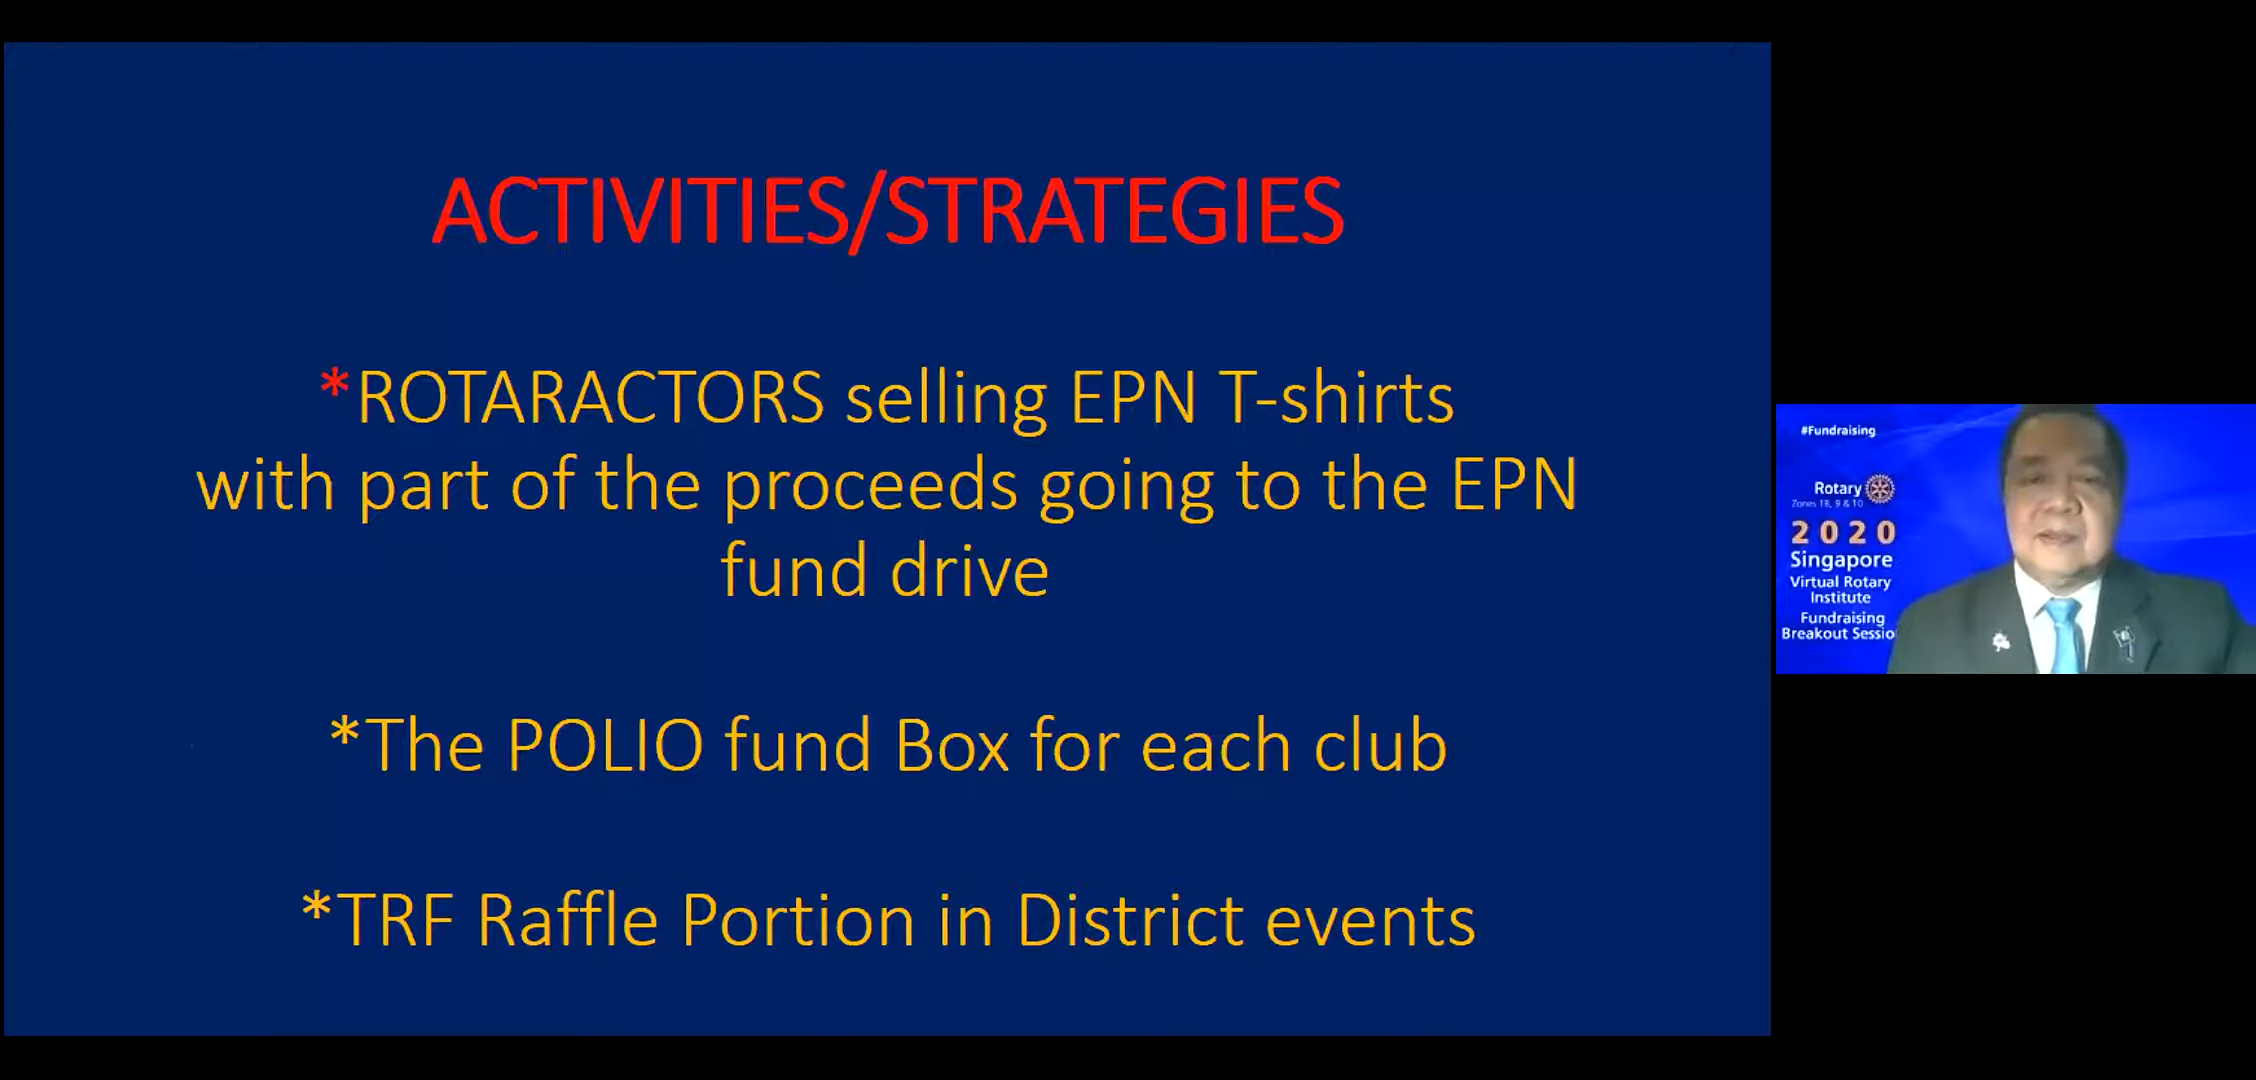 ACTIVITIES/STRATEGIES
*ROTARACTORS selling EPN T-shirts
with part of the proceeds going to the EPN
fund drive
*The POLIO fund Box for each club
*TRF Raffle Portion in District events
#Fundraising
Rotary
Zones 1B, 9 & 10
2020
Singapore
Virtual Rotary
Institute
Fundraising
Breakout Sessio